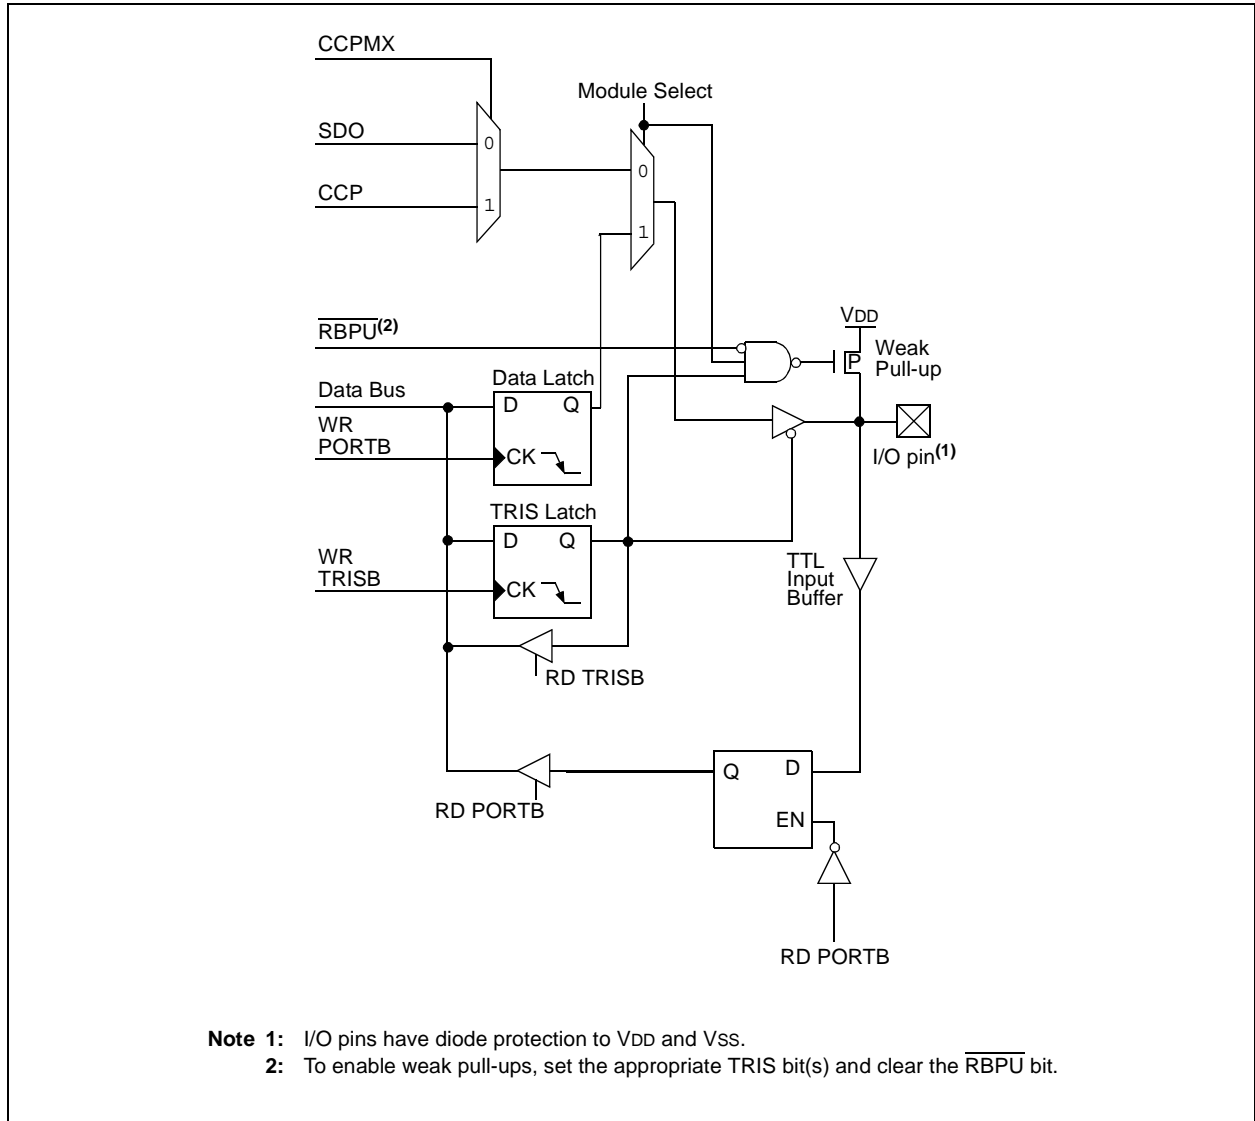 CCPMX
Module Select
SDO
0
0
CCP
1
1
RBPU(2)
VDD
P
Weak
Pull-up
Data Bus
Data Latch
D
Q
WR
PORTB
CK
I/O pin(1)
TRIS Latch
D
Q
WR
TRISB
CK
TTL
Input
Buffer
RD TRISB
Q
D
RD PORTB
EN
RD PORTB
Note 1: I/O pins have diode protection to VDD and VSS.
2: To enable weak pull-ups, set the appropriate TRIS bit(s) and clear the RBPU bit.